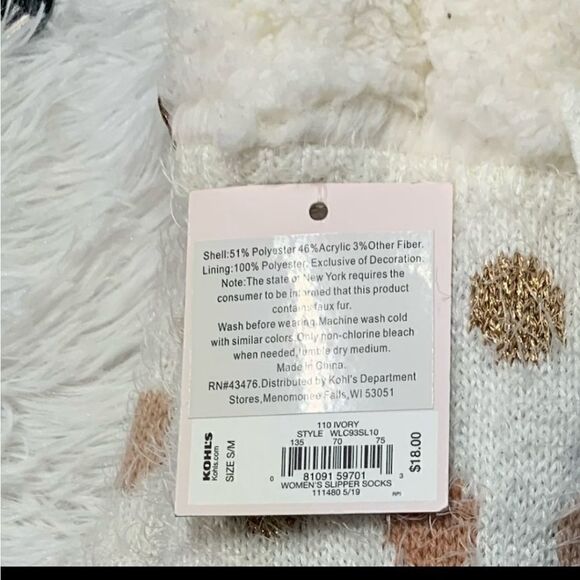 Shell:51% Polyester 46%Acrylic 3%Other Fiber.
Lining:100% Polyester. Exclusive of Decoration.
Note:The state of New York requires the
consumer to be informed that this product
contains faux fur.
Wash before wearing.Machine wash cold
with similar colors.Only non-chlorine bleach
when needed,tumble dry medium.
Made in China.
RN#43476.Distributed by Kohl's Department
Stores,Menomonee Falls,WI 53051
KOHL'S
Kohls.com
SIZE S/M
110 IVORY
STYLE WLC93SL10
135 70 75
0 81091 59701 3
WOMEN'S SLIPPER SOCKS
111480 5/19 RPI
$18.00